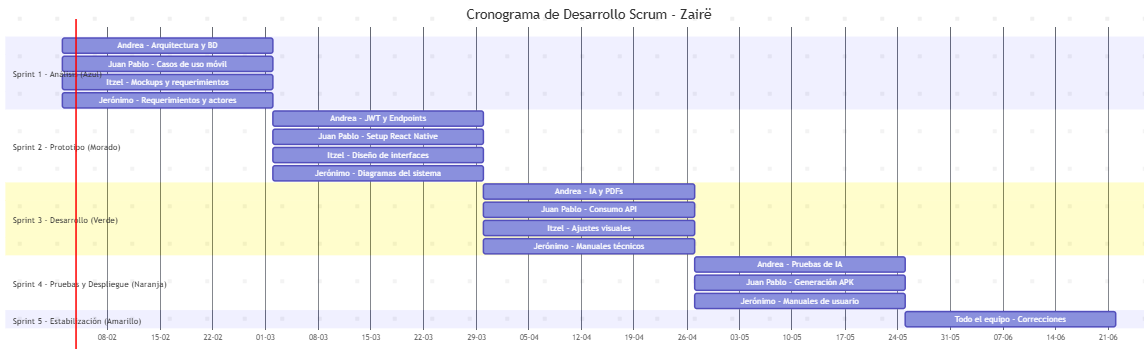 Cronograma de Desarrollo Scrum - Zairë
Sprint 1 - Analisis (Azul)
Andrea - Arquitectura y BD
Juan Pablo - Casos de uso móvil
Itzel - Mockups y requerimientos
Jerónimo - Requerimientos y actores
Sprint 2 - Prototipo (Morado)
Andrea - JWT y Endpoints
Juan Pablo - Setup React Native
Itzel - Diseño de interfaces
Jerónimo - Diagramas del sistema
Sprint 3 - Desarrollo (Verde)
Andrea - IA y PDFs
Juan Pablo - Consumo API
Itzel - Ajustes visuales
Jerónimo - Manuales técnicos
Sprint 4 - Pruebas y Despliegue (Naranja)
Andrea - Pruebas de IA
Juan Pablo - Generación APK
Jerónimo - Manuales de usuario
Sprint 5 - Estabilización (Amarillo)
Todo el equipo - Correcciones
08-02 15-02 22-02 01-03 08-03 15-03 22-03 29-03 05-04 12-04 19-04 26-04 03-05 10-05 17-05 24-05 31-05 07-06 14-06 21-06